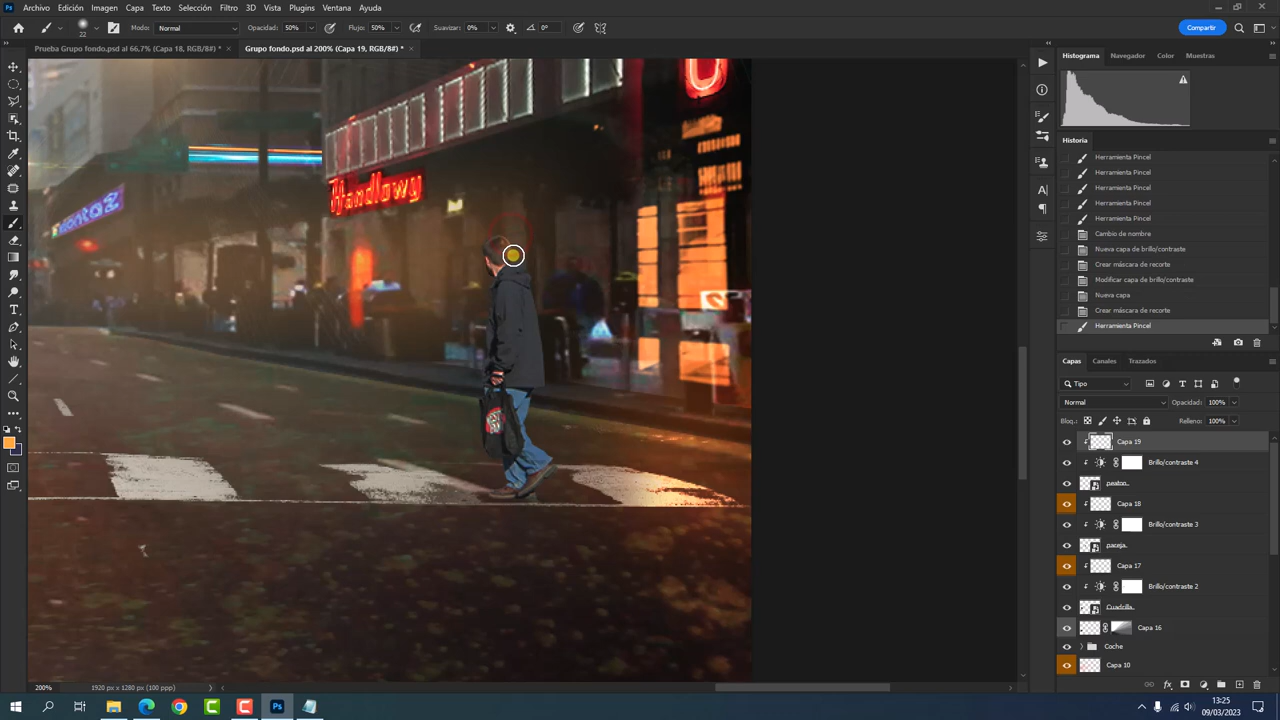 Archivo Edición Imagen Capa Texto Selección Filtro 3D Vista Plugins Ventana Ayuda
22 Modo: Normal Opacidad: 50% Flujo: 50% Suavizar: 0% 0° Compartir
Prueba Grupo fondo.psd al 66,7% (Capa 18, RGB/8#) * ×
Grupo fondo.psd al 200% (Capa 19, RGB/8#) * ×
Handlowy
Histograma Navegador Color Muestras
Historia
Herramienta Pincel
Herramienta Pincel
Herramienta Pincel
Herramienta Pincel
Herramienta Pincel
Cambio de nombre
Nueva capa de brillo/contraste
Crear máscara de recorte
Modificar capa de brillo/contraste
Nueva capa
Crear máscara de recorte
Herramienta Pincel
Capas Canales Trazados
Tipo
Normal Opacidad: 100%
Bloq.: Relleno: 100%
Capa 19
Brillo/contraste 4
peaton
Capa 18
Brillo/contraste 3
pareja
Capa 17
Brillo/contraste 2
Cuadrilla
Capa 16
Coche
Capa 10
200% 1920 px x 1280 px (100 ppp)
13:25
09/03/2023